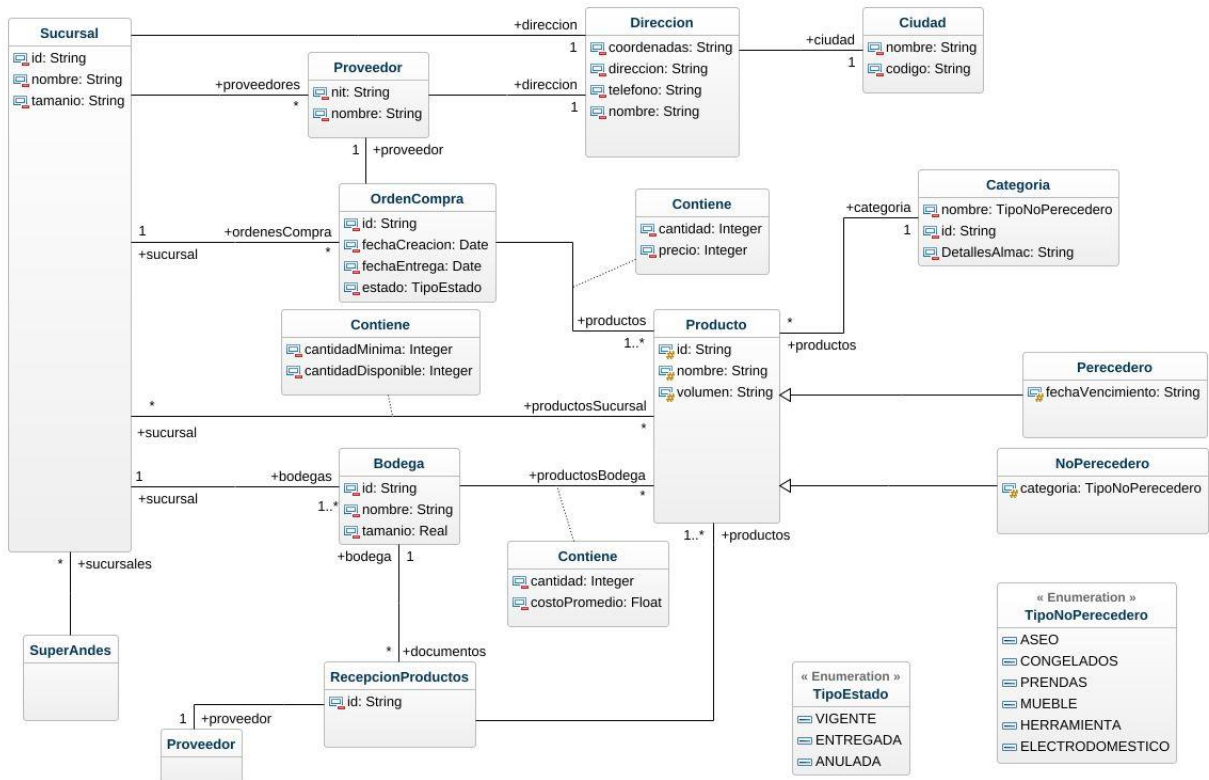 Sucursal
id: String
nombre: String
tamanio: String
+direccion
1
Direccion
coordenadas: String
direccion: String
telefono: String
nombre: String
+ciudad
1
Ciudad
nombre: String
codigo: String
+proveedores
*
Proveedor
nit: String
nombre: String
+direccion
1
1 +proveedor
OrdenCompra
id: String
fechaCreacion: Date
fechaEntrega: Date
estado: TipoEstado
1
+sucursal
+ordenesCompra
*
Contiene
cantidad: Integer
precio: Integer
+categoria
1
Categoria
nombre: TipoNoPerecedero
id: String
DetallesAlmac: String
Contiene
cantidadMinima: Integer
cantidadDisponible: Integer
+productos
1..*
Producto
id: String
nombre: String
volumen: String
*
+productos
Perecedero
fechaVencimiento: String
*
+sucursal
+productosSucursal
*
1
+sucursal
+bodegas
1..*
Bodega
id: String
nombre: String
tamanio: Real
+productosBodega
*
NoPerecedero
categoria: TipoNoPerecedero
+bodega 1
1..* +productos
Contiene
cantidad: Integer
costoPromedio: Float
* +sucursales
SuperAndes
* +documentos
RecepcionProductos
id: String
1 +proveedor
Proveedor
« Enumeration »
TipoEstado
VIGENTE
ENTREGADA
ANULADA
« Enumeration »
TipoNoPerecedero
ASEO
CONGELADOS
PRENDAS
MUEBLE
HERRAMIENTA
ELECTRODOMESTICO